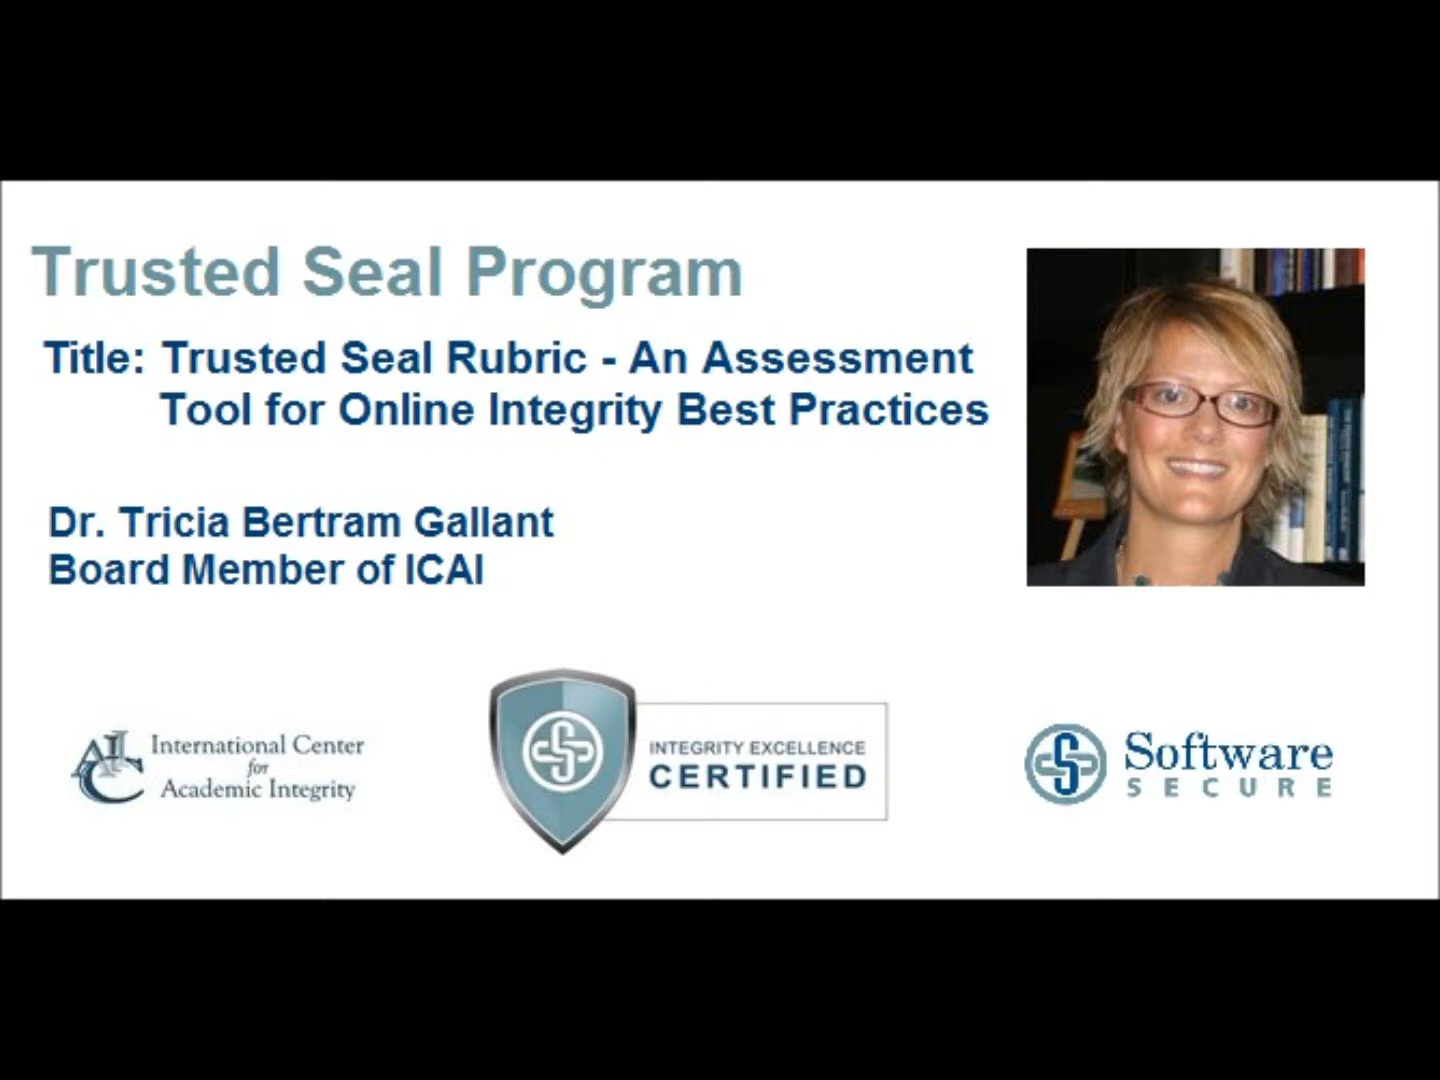 Trusted Seal Program
Title: Trusted Seal Rubric - An Assessment
Tool for Online Integrity Best Practices
Dr. Tricia Bertram Gallant
Board Member of ICAI
International Center
for
Academic Integrity
INTEGRITY EXCELLENCE
CERTIFIED
Software
SECURE